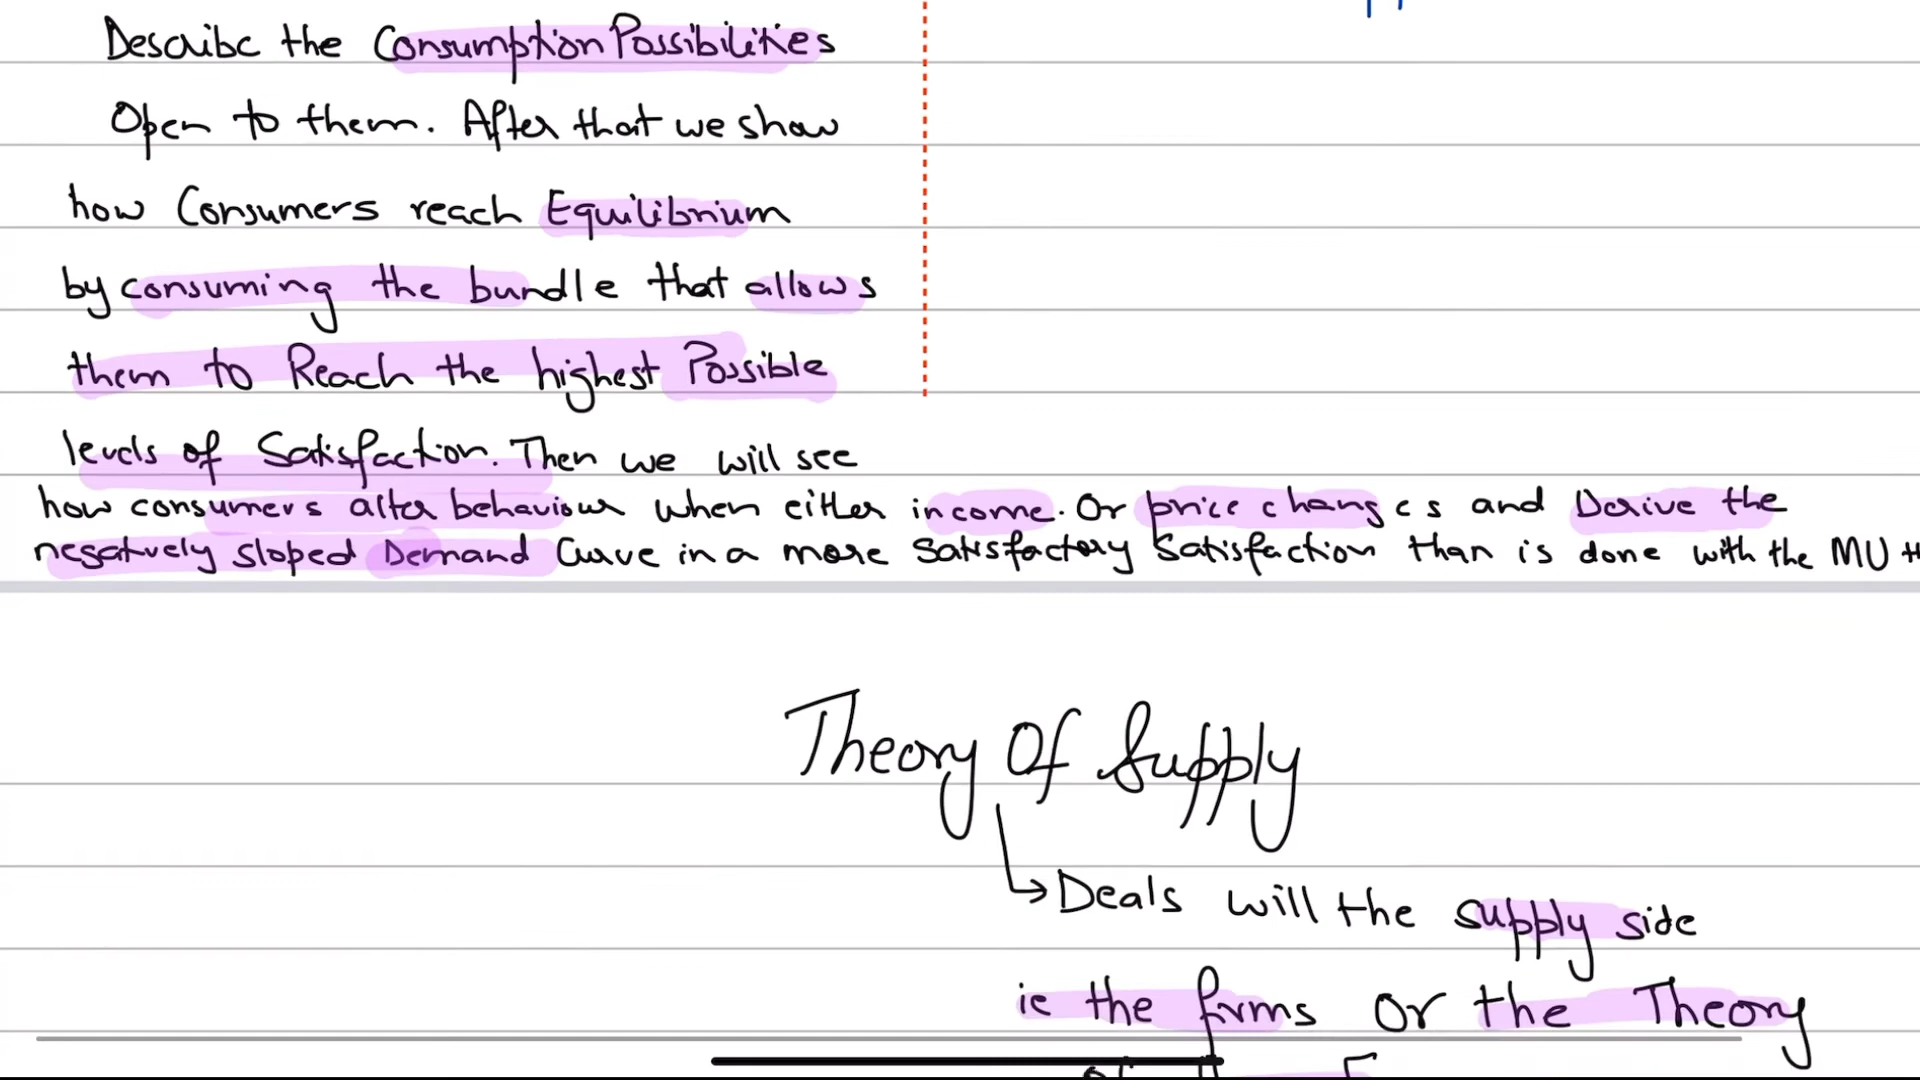 Describe the Consumption Possibilities
Open to them. After that we show
how Consumers reach Equilibrium
by consuming the bundle that allows
them to Reach the highest Possible
levels of Satisfaction. Then we will see
how consumers alter behaviour when either income. Or price changes and Derive the
negatively sloped Demand Curve in a more Satisfactory Satisfaction than is done with the MU
Theory Of Supply
→ Deals will the supply side
ie the firms or the Theory